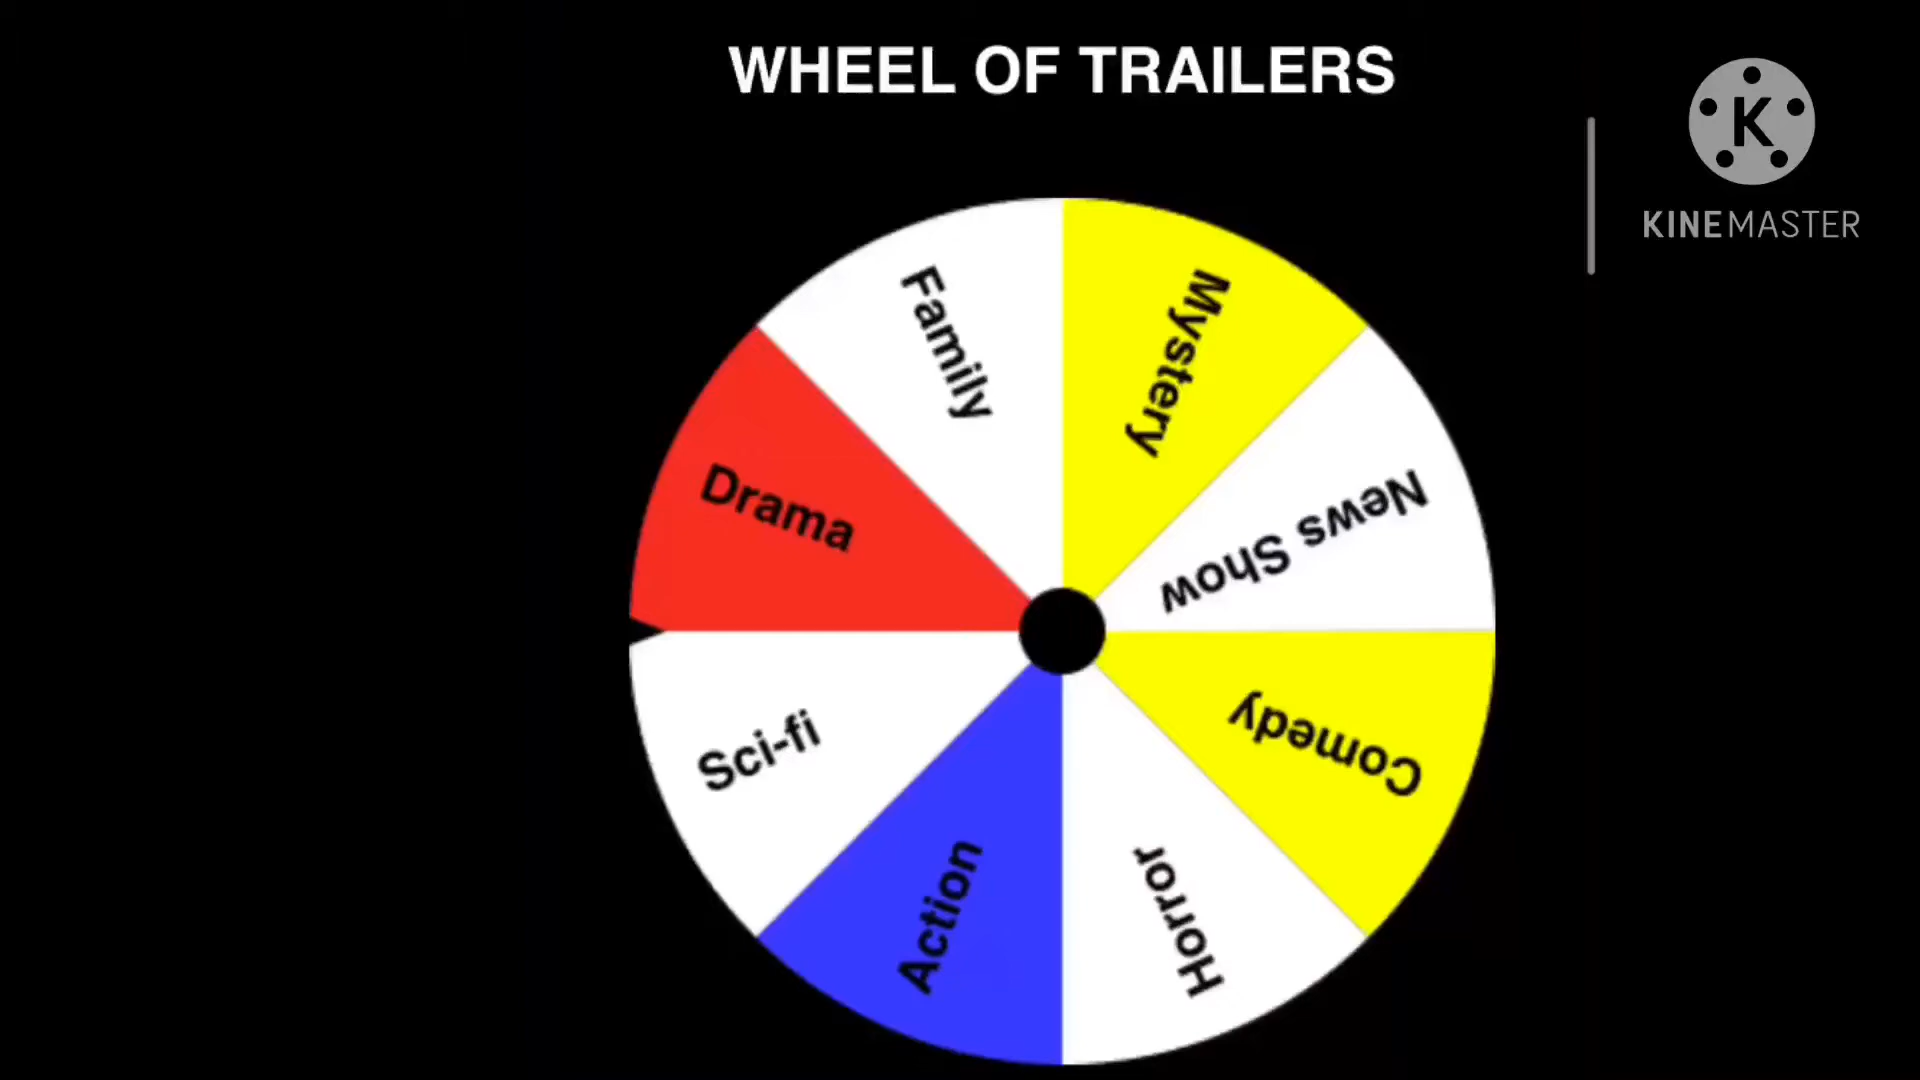 WHEEL OF TRAILERS
K
KINEMASTER
Family
Mystery
Drama
News Show
Sci-fi
Comedy
Action
Horror